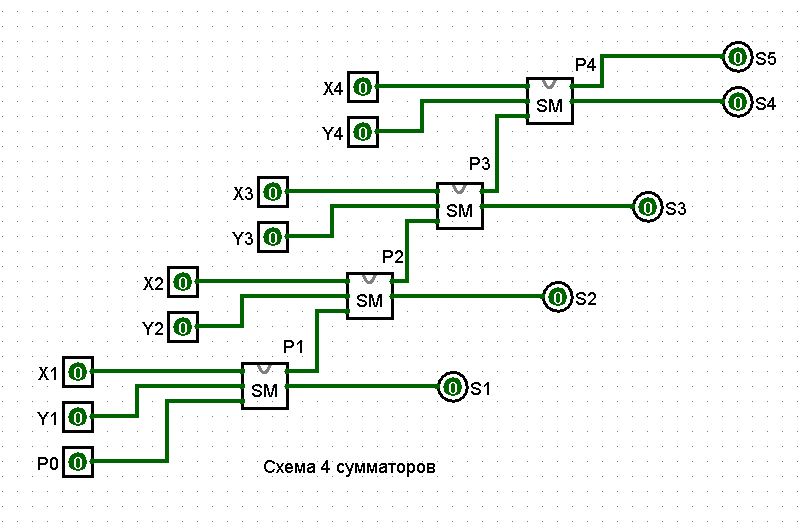 P4
0 S5
X4 0
SM
0 S4
Y4 0
P3
X3 0
SM
0 S3
Y3 0
P2
X2 0
SM
0 S2
Y2 0
P1
X1 0
SM
0 S1
Y1 0
P0 0
Схема 4 сумматоров